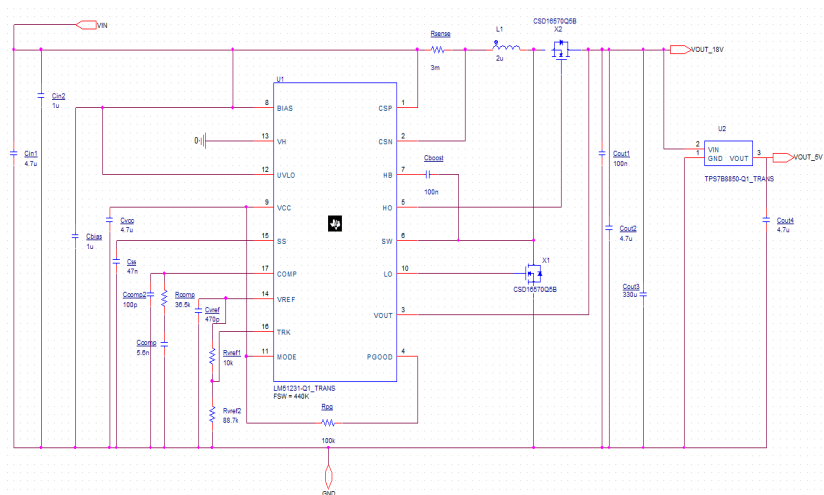 VIN
CSD16570Q5B
L1
X2
Rsense
VOUT_18V
2u
3m
U1
Cin2
1u
8 BIAS
CSP 1
U2
Cin1
4.7u
0
13 VH
CSN 2
2 VIN
1 GND VOUT 3
VOUT_5V
Cout1
100n
Cboost
12 UVLO
HB 7
TPS7B8850-Q1_TRANS
100n
9 VCC
HO 5
Cvcc
4.7u
Cout2
4.7u
Cout4
4.7u
Cbias
1u
15 SS
SW 6
Css
47n
X1
17 COMP
LO 10
CSD16570Q5B
Ccomp2
100p
Rcomp
36.5k
14 VREF
Cout3
330u
Cvref
470p
VOUT 3
16 TRK
Ccomp
5.6n
Rvref1
10k
11 MODE
PGOOD 4
LM51231-Q1_TRANS
FSW = 440K
Rvref2
88.7k
Rpg
100k
GND